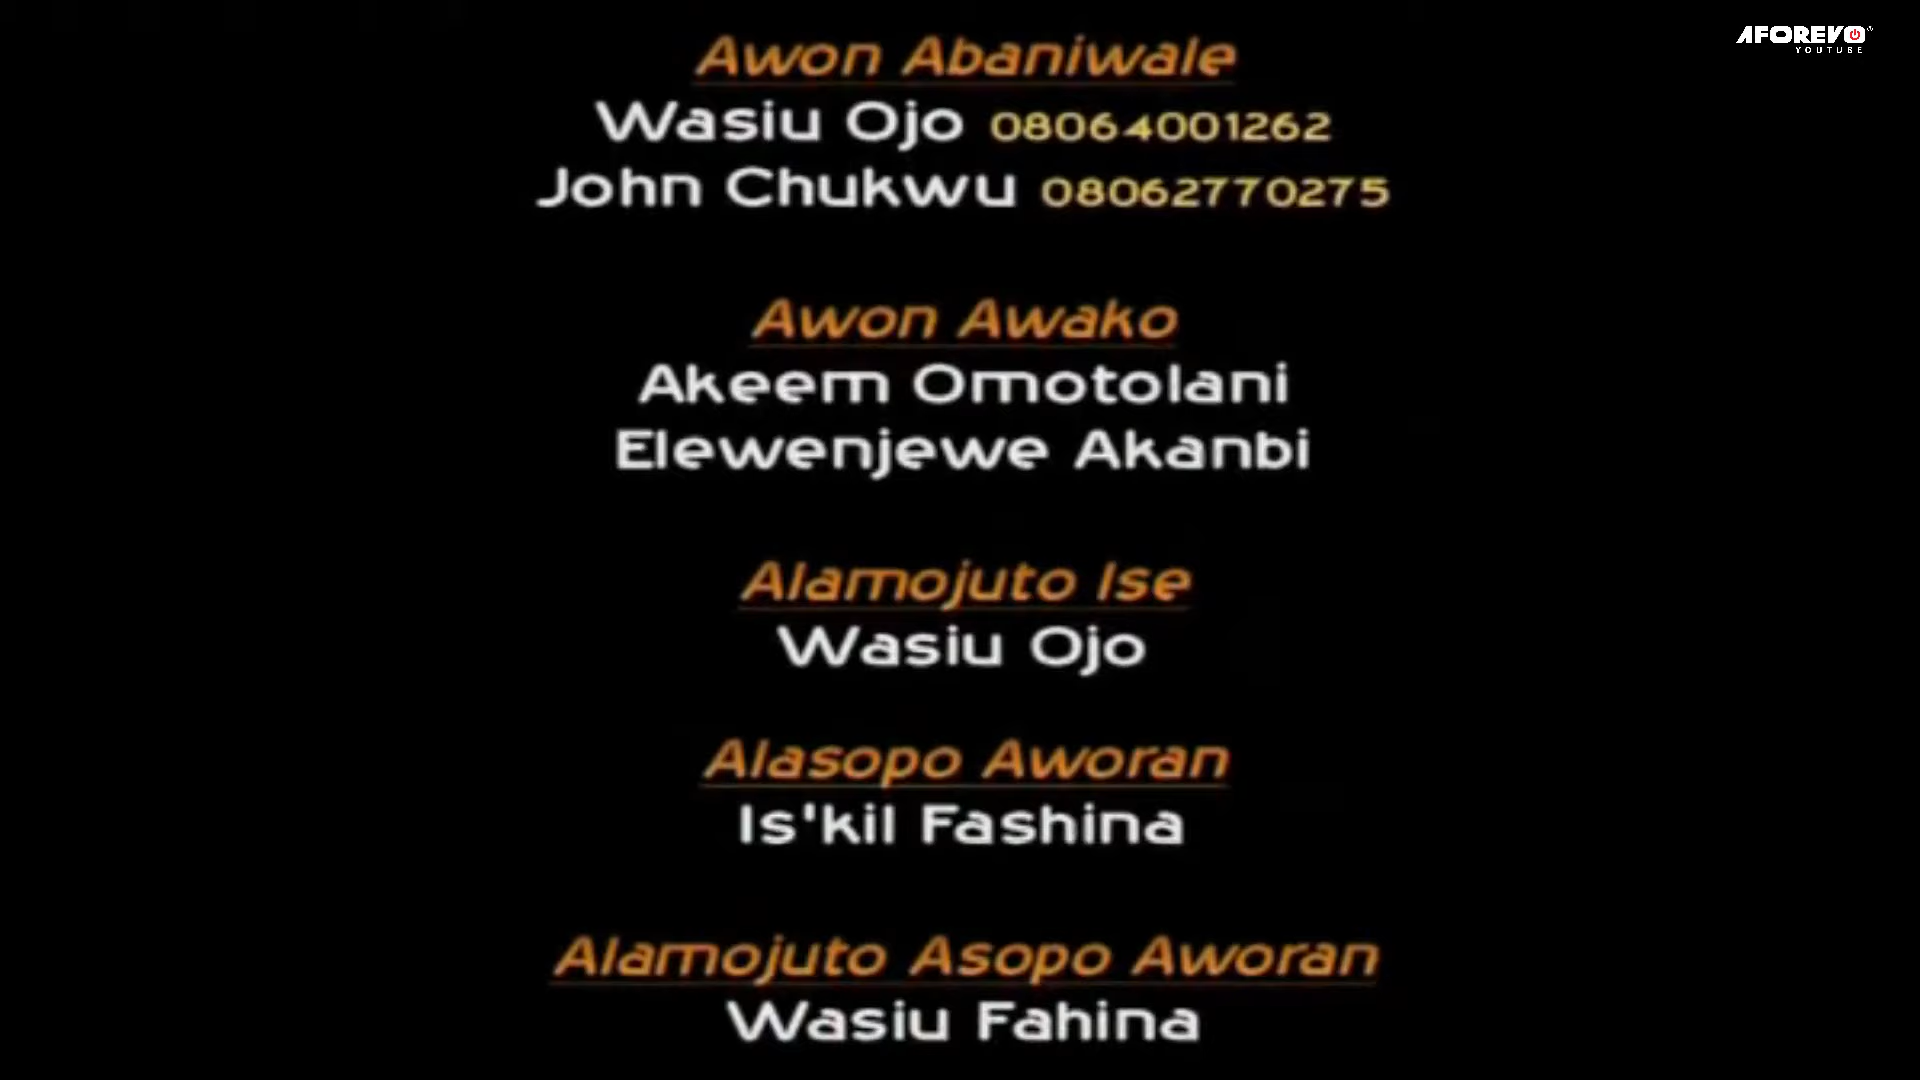 AFOREVO
YOUTUBE
Awon Abaniwale
Wasiu Ojo 08064001262
John Chukwu 08062770275
Awon Awako
Akeem Omotolani
Elewenjewe Akanbi
Alamojuto Ise
Wasiu Ojo
Alasopo Aworan
Is'kil Fashina
Alamojuto Asopo Aworan
Wasiu Fahina